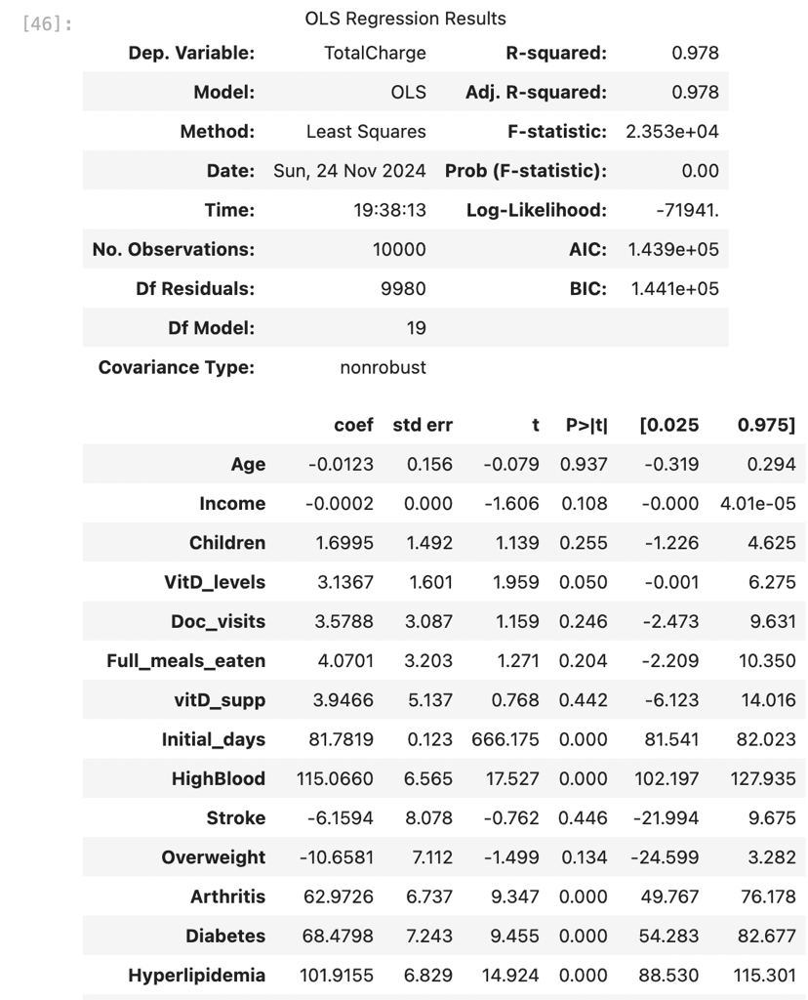 [46]:
OLS Regression Results
Dep. Variable: TotalCharge R-squared: 0.978
Model: OLS Adj. R-squared: 0.978
Method: Least Squares F-statistic: 2.353e+04
Date: Sun, 24 Nov 2024 Prob (F-statistic): 0.00
Time: 19:38:13 Log-Likelihood: -71941.
No. Observations: 10000 AIC: 1.439e+05
Df Residuals: 9980 BIC: 1.441e+05
Df Model: 19
Covariance Type: nonrobust
coef std err t P>|t| [0.025 0.975]
Age -0.0123 0.156 -0.079 0.937 -0.319 0.294
Income -0.0002 0.000 -1.606 0.108 -0.000 4.01e-05
Children 1.6995 1.492 1.139 0.255 -1.226 4.625
VitD_levels 3.1367 1.601 1.959 0.050 -0.001 6.275
Doc_visits 3.5788 3.087 1.159 0.246 -2.473 9.631
Full_meals_eaten 4.0701 3.203 1.271 0.204 -2.209 10.350
vitD_supp 3.9466 5.137 0.768 0.442 -6.123 14.016
Initial_days 81.7819 0.123 666.175 0.000 81.541 82.023
HighBlood 115.0660 6.565 17.527 0.000 102.197 127.935
Stroke -6.1594 8.078 -0.762 0.446 -21.994 9.675
Overweight -10.6581 7.112 -1.499 0.134 -24.599 3.282
Arthritis 62.9726 6.737 9.347 0.000 49.767 76.178
Diabetes 68.4798 7.243 9.455 0.000 54.283 82.677
Hyperlipidemia 101.9155 6.829 14.924 0.000 88.530 115.301